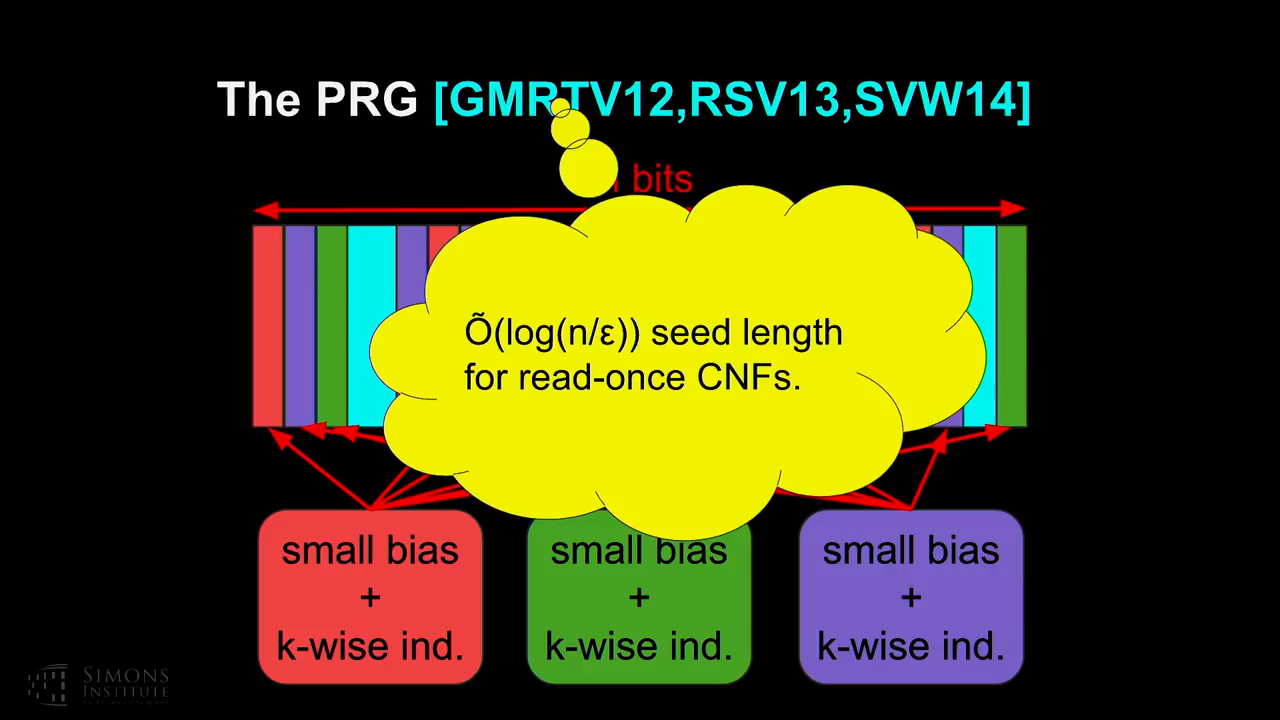 The PRG [GMRTV12,RSV13,SVW14]
bits
Õ(log(n/ε)) seed length
for read-once CNFs.
small bias
+
k-wise ind.
small bias
+
k-wise ind.
small bias
+
k-wise ind.
SIMONS
INSTITUTE